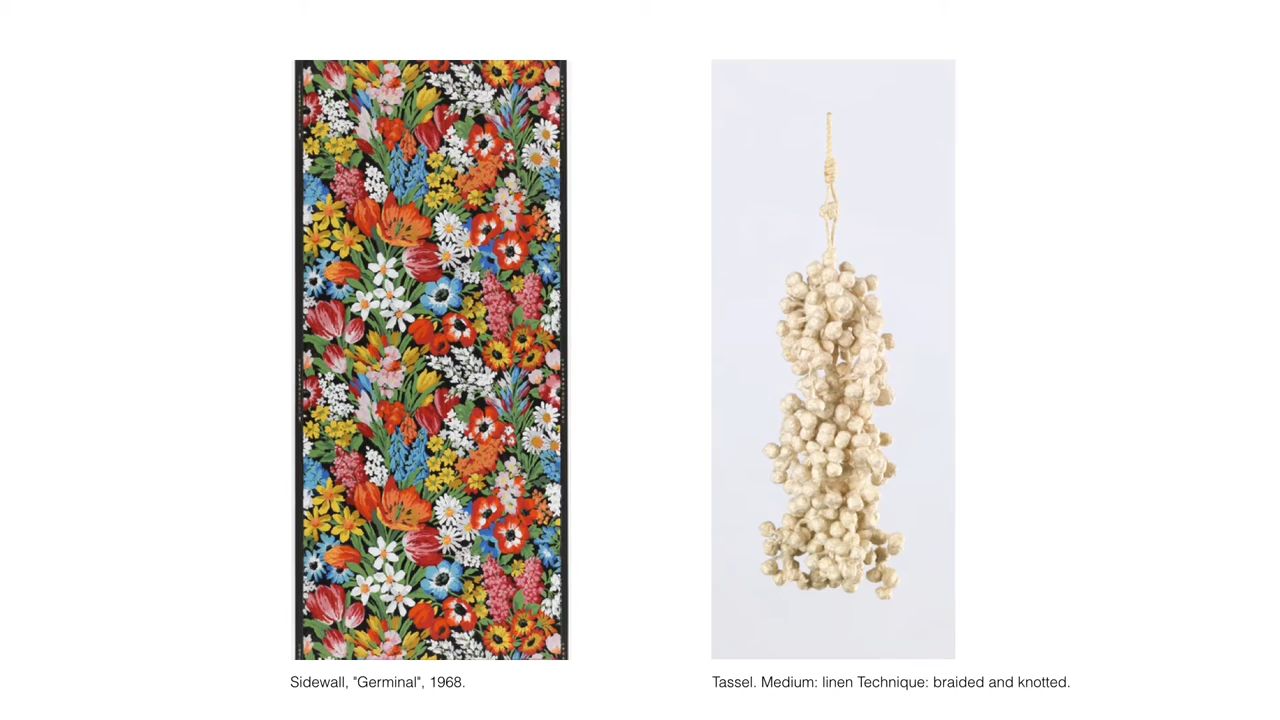 Sidewall, "Germinal", 1968.
Tassel. Medium: linen Technique: braided and knotted.